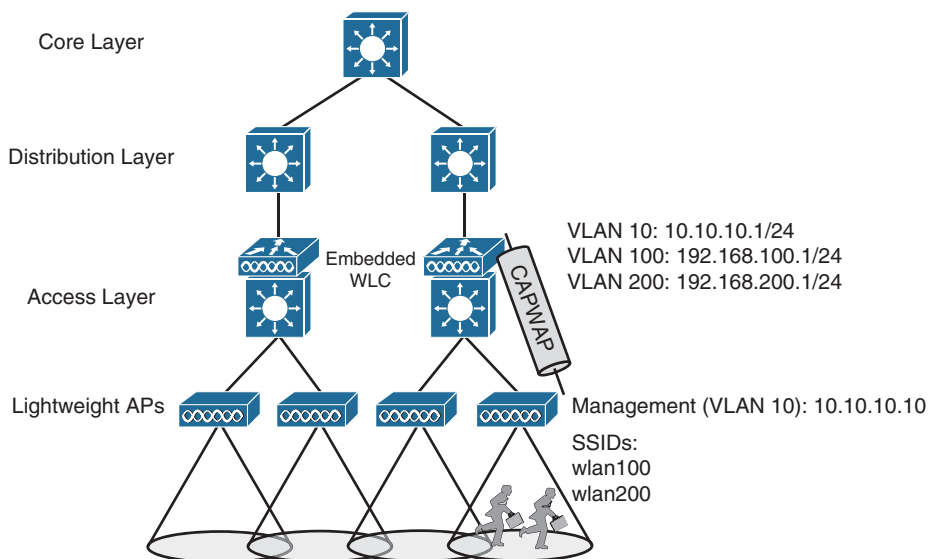 Core Layer
Distribution Layer
Embedded
WLC
VLAN 10: 10.10.10.1/24
VLAN 100: 192.168.100.1/24
VLAN 200: 192.168.200.1/24
Access Layer
CAPWAP
Lightweight APs
Management (VLAN 10): 10.10.10.10
SSIDs:
wlan100
wlan200